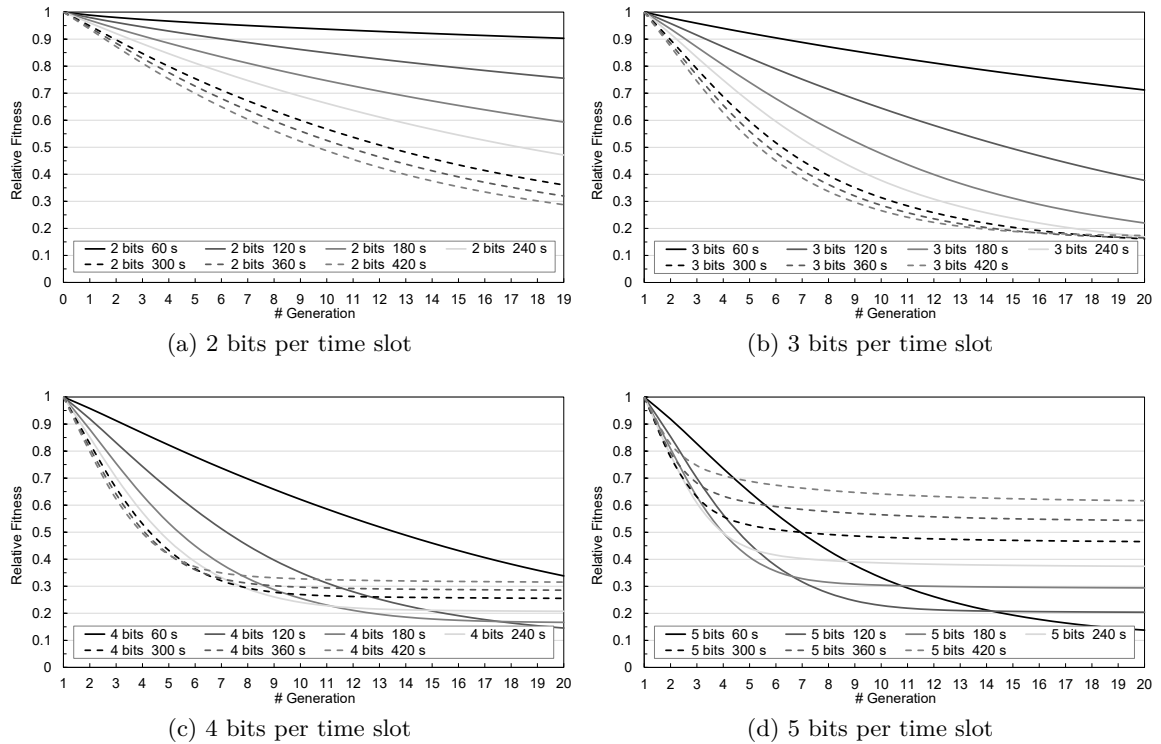 1
0.9
0.8
0.7
0.6
0.5
0.4
0.3
0.2
0.1
0
Relative Fitness
2 bits 60 s 2 bits 120 s 2 bits 180 s 2 bits 240 s
2 bits 300 s 2 bits 360 s 2 bits 420 s
0 1 2 3 4 5 6 7 8 9 10 11 12 13 14 15 16 17 18 19
# Generation
(a) 2 bits per time slot
1
0.9
0.8
0.7
0.6
0.5
0.4
0.3
0.2
0.1
0
Relative Fitness
3 bits 60 s 3 bits 120 s 3 bits 180 s 3 bits 240 s
3 bits 300 s 3 bits 360 s 3 bits 420 s
1 2 3 4 5 6 7 8 9 10 11 12 13 14 15 16 17 18 19 20
# Generation
(b) 3 bits per time slot
1
0.9
0.8
0.7
0.6
0.5
0.4
0.3
0.2
0.1
0
Relative Fitness
4 bits 60 s 4 bits 120 s 4 bits 180 s 4 bits 240 s
4 bits 300 s 4 bits 360 s 4 bits 420 s
1 2 3 4 5 6 7 8 9 10 11 12 13 14 15 16 17 18 19 20
# Generation
(c) 4 bits per time slot
1
0.9
0.8
0.7
0.6
0.5
0.4
0.3
0.2
0.1
0
Relative Fitness
5 bits 60 s 5 bits 120 s 5 bits 180 s 5 bits 240 s
5 bits 300 s 5 bits 360 s 5 bits 420 s
1 2 3 4 5 6 7 8 9 10 11 12 13 14 15 16 17 18 19 20
# Generation
(d) 5 bits per time slot